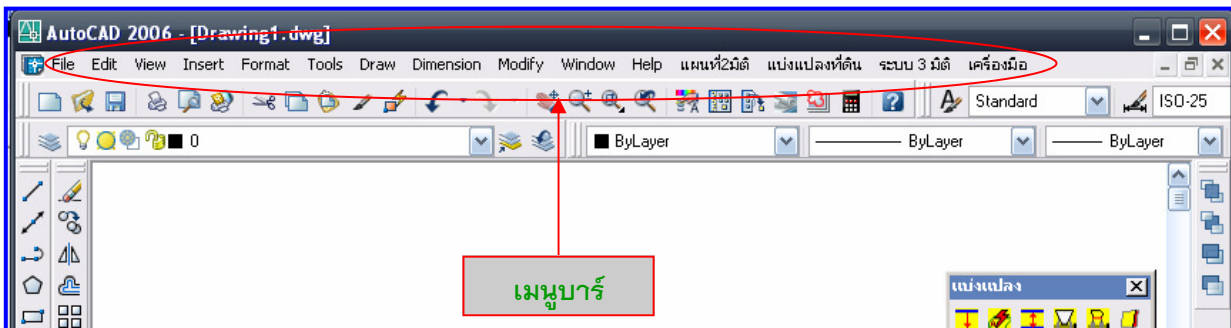 AutoCAD 2006 - [Drawing1.dwg]
File Edit View Insert Format Tools Draw Dimension Modify Window Help แผนที่2มิติ แบ่งแปลงที่ดิน ระบบ 3 มิติ เครื่องมือ
Standard ISO-25
0 ByLayer ByLayer ByLayer
เมนูบาร์
แบ่งแปลง